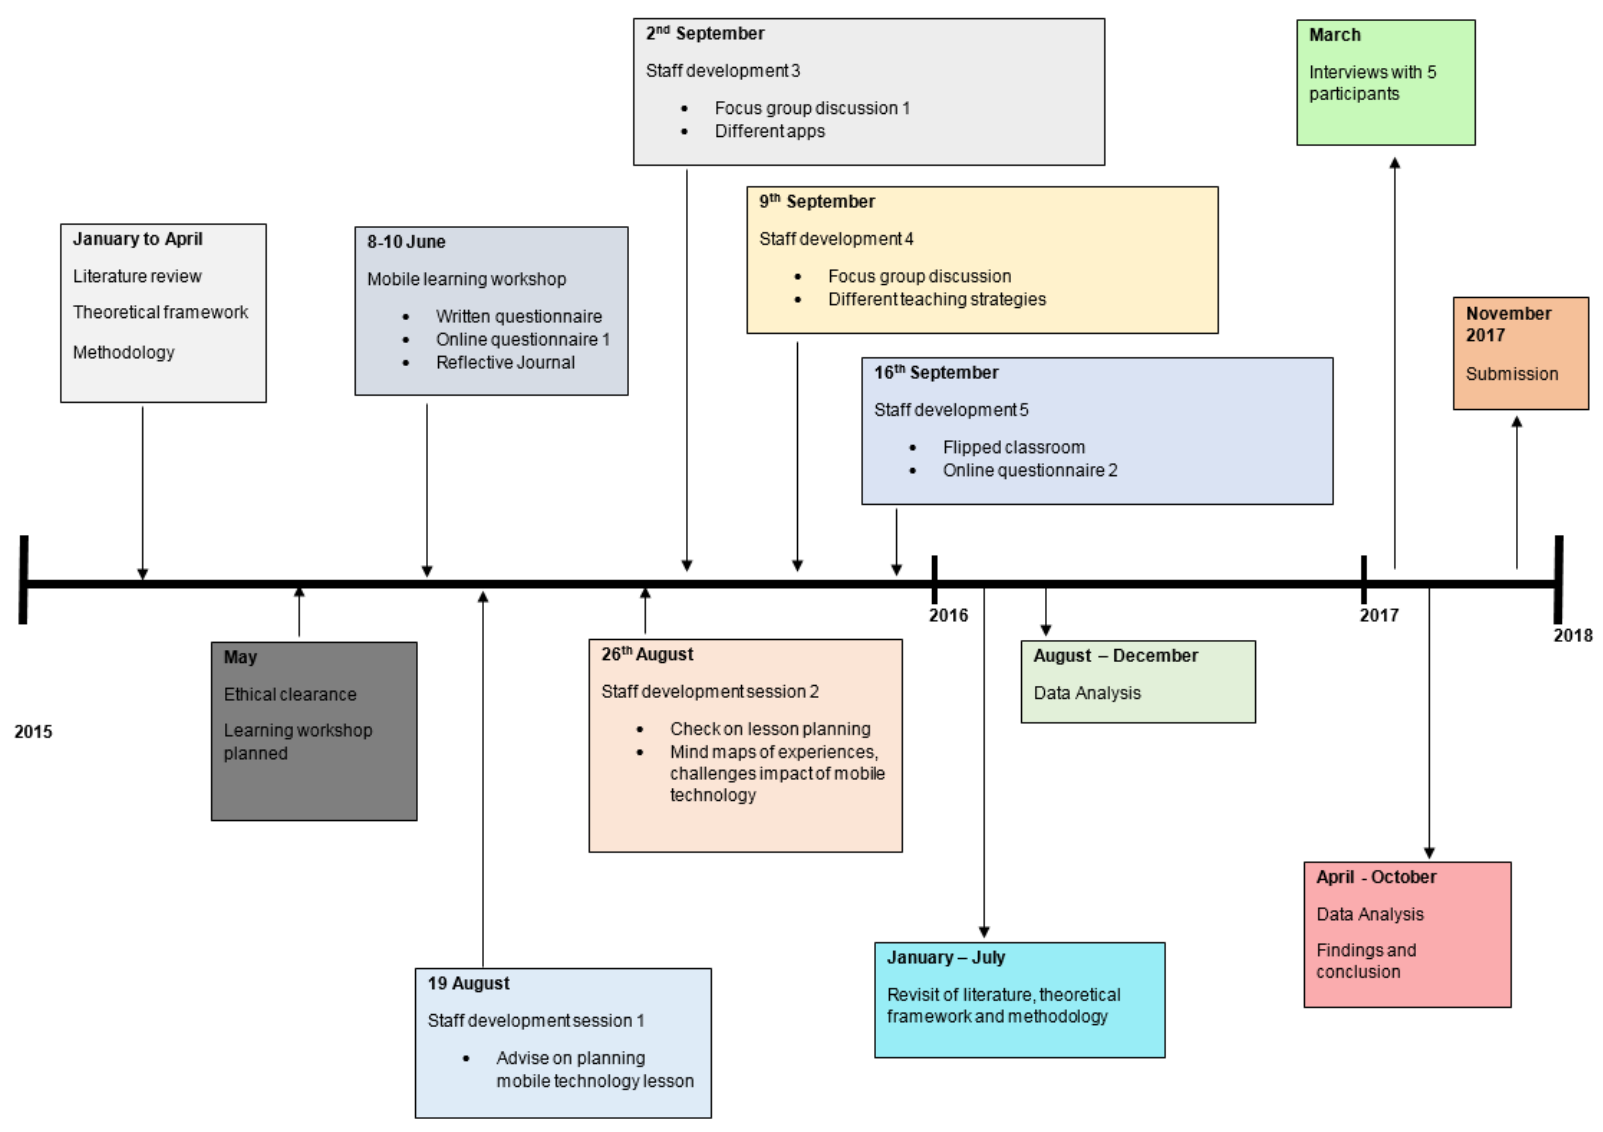 2nd September
Staff development 3
• Focus group discussion 1
• Different apps
March
Interviews with 5
participants
9th September
Staff development 4
• Focus group discussion
• Different teaching strategies
January to April
Literature review
Theoretical framework
Methodology
8-10 June
Mobile learning workshop
• Written questionnaire
• Online questionnaire 1
• Reflective Journal
November
2017
Submission
16th September
Staff development 5
• Flipped classroom
• Online questionnaire 2
2016
2017
2018
2015
May
Ethical clearance
Learning workshop
planned
26th August
Staff development session 2
• Check on lesson planning
• Mind maps of experiences,
challenges impact of mobile
technology
August – December
Data Analysis
April - October
Data Analysis
Findings and
conclusion
January – July
Revisit of literature, theoretical
framework and methodology
19 August
Staff development session 1
• Advise on planning
mobile technology lesson